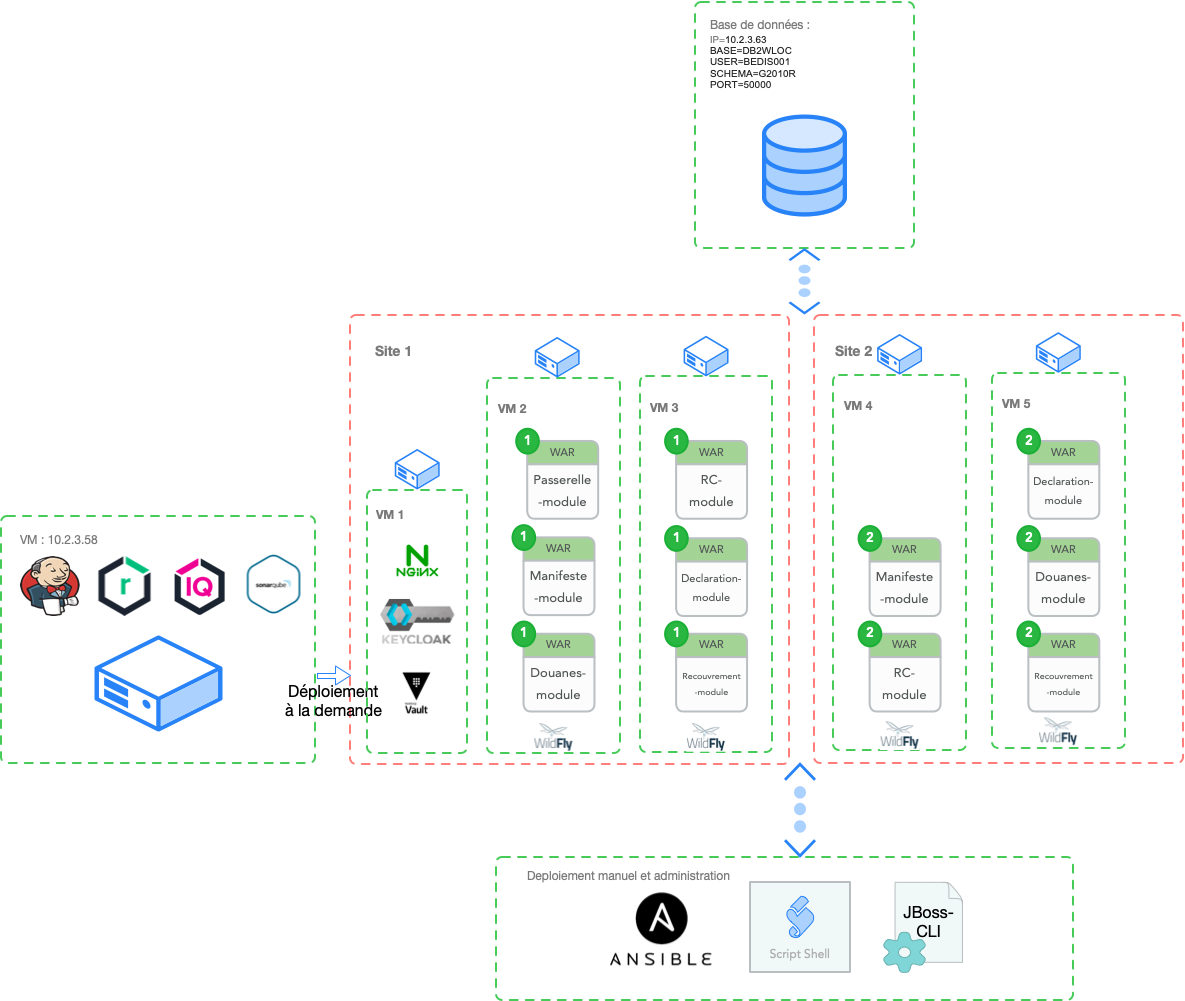 Base de données :
IP=10.2.3.63
BASE=DB2WLOC
USER=BEDIS001
SCHEMA=G2010R
PORT=50000
Site 1
VM 1
NGINX
KEYCLOAK
Vault
VM 2
1
WAR
Passerelle
-module
1
WAR
Manifeste
-module
1
WAR
Douanes-
module
WildFly
VM 3
1
WAR
RC-
module
1
WAR
Declaration-
module
1
WAR
Recouvrement
-module
WildFly
Site 2
VM 4
2
WAR
Manifeste
-module
2
WAR
RC-
module
WildFly
VM 5
2
WAR
Declaration-
module
2
WAR
Douanes-
module
2
WAR
Recouvrement
-module
WildFly
VM : 10.2.3.58
r
IQ
sonarqube
Déploiement
à la demande
Deploiement manuel et administration
ANSIBLE
Script Shell
JBoss-
CLI